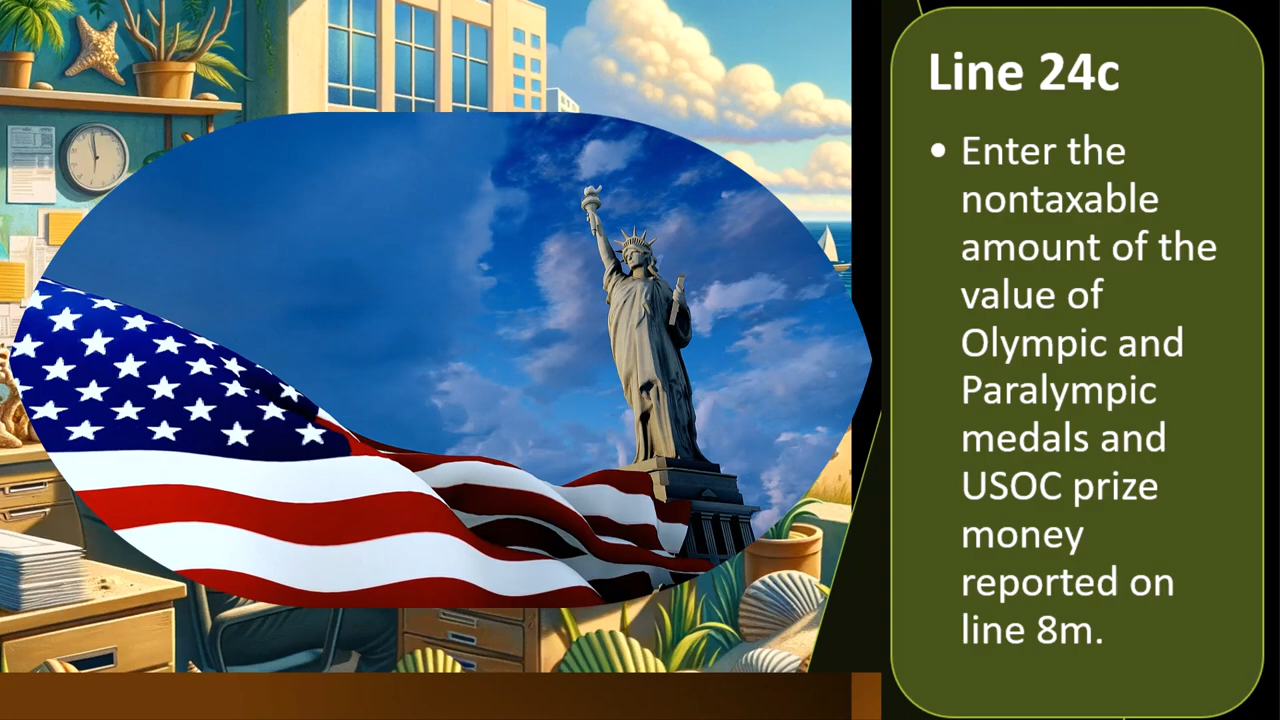 Line 24c
• Enter the
nontaxable
amount of the
value of
Olympic and
Paralympic
medals and
USOC prize
money
reported on
line 8m.